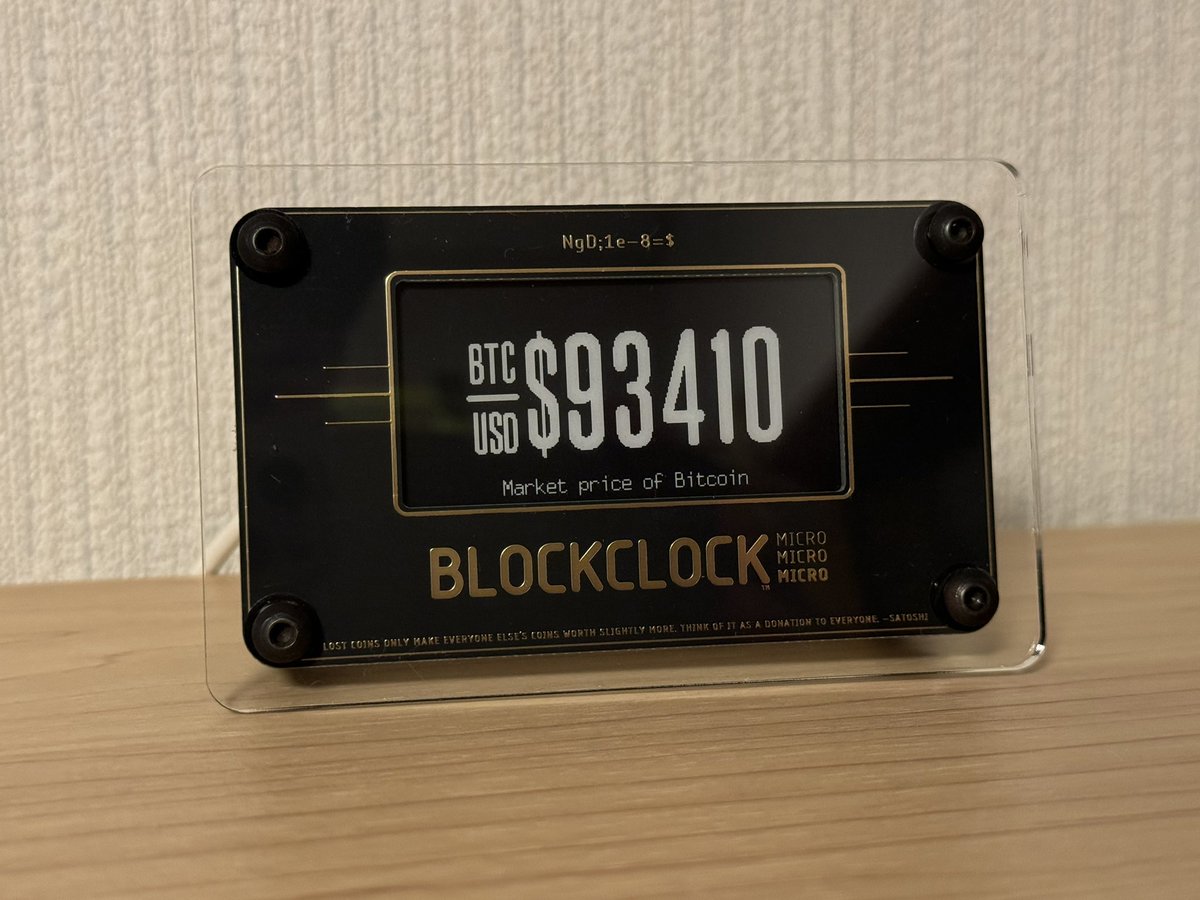 NgD;1e-8=$
BTC
USD
$93410
Market price of Bitcoin
BLOCKCLOCK™
MICRO
MICRO
MICRO
LOST COINS ONLY MAKE EVERYONE ELSE'S COINS WORTH SLIGHTLY MORE. THINK OF IT AS A DONATION TO EVERYONE. -SATOSHI